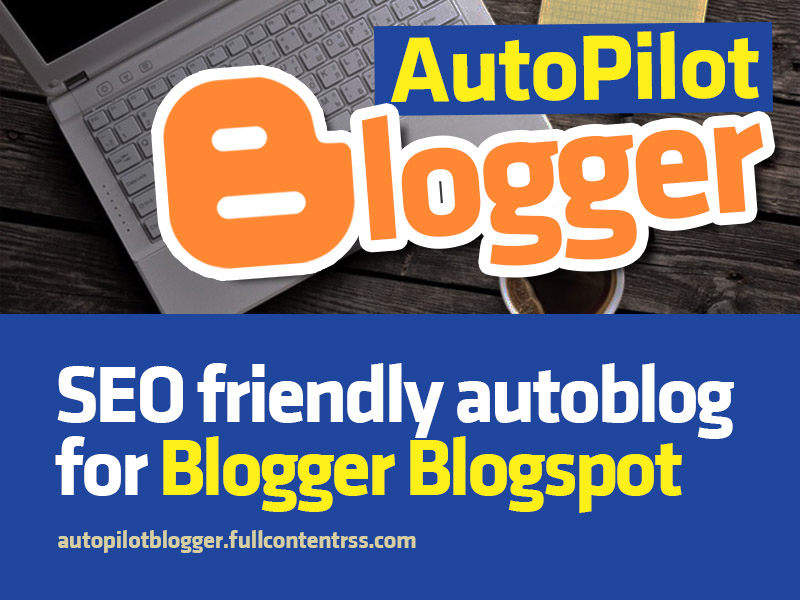 AutoPilot
Blogger
SEO friendly autoblog
for Blogger Blogspot
autopilotblogger.fullcontentrss.com